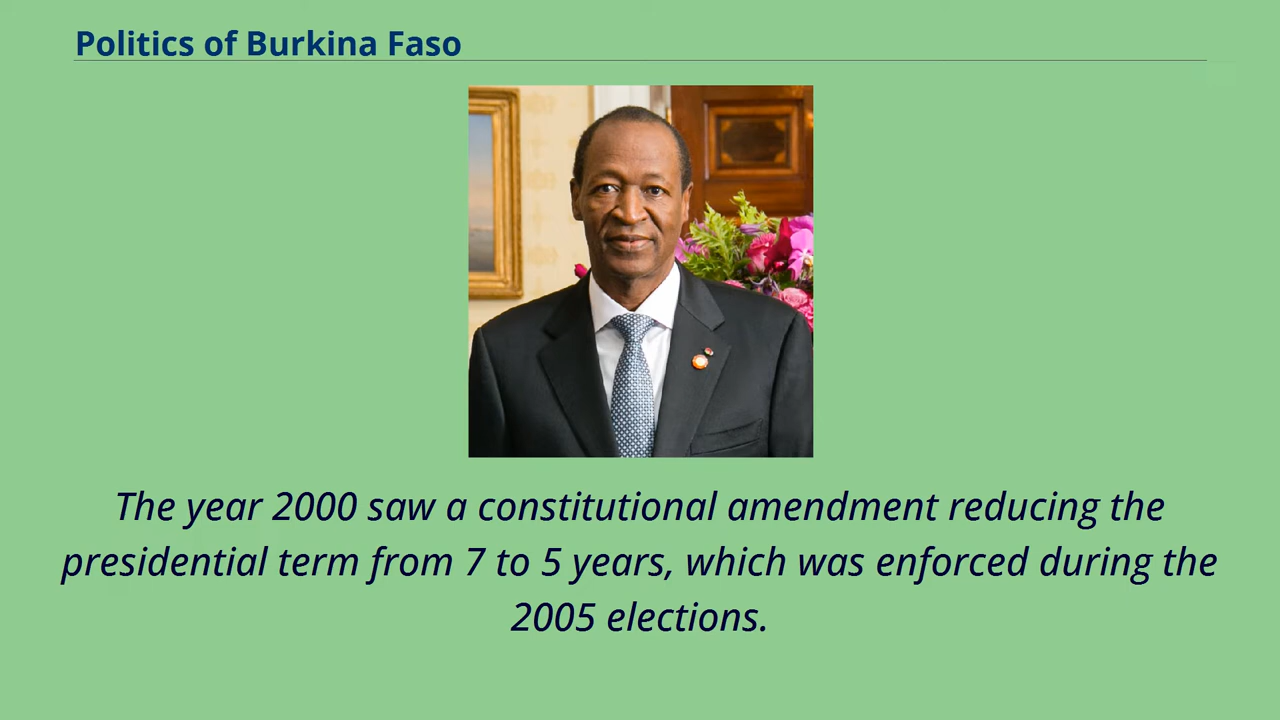 Politics of Burkina Faso
The year 2000 saw a constitutional amendment reducing the
presidential term from 7 to 5 years, which was enforced during the
2005 elections.